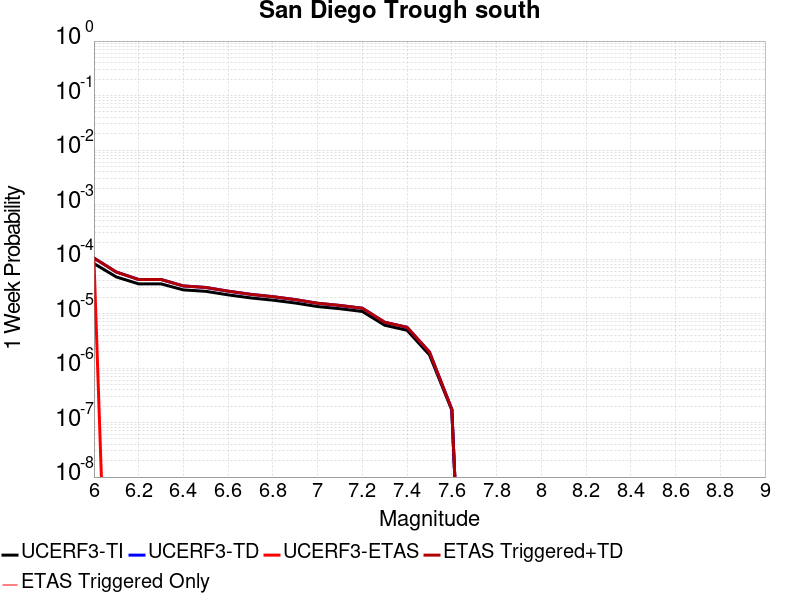 San Diego Trough south
10^0
10^-1
10^-2
10^-3
10^-4
10^-5
10^-6
10^-7
10^-8
1 Week Probability
6 6.2 6.4 6.6 6.8 7 7.2 7.4 7.6 7.8 8 8.2 8.4 8.6 8.8 9
Magnitude
UCERF3-TI UCERF3-TD UCERF3-ETAS ETAS Triggered+TD
ETAS Triggered Only